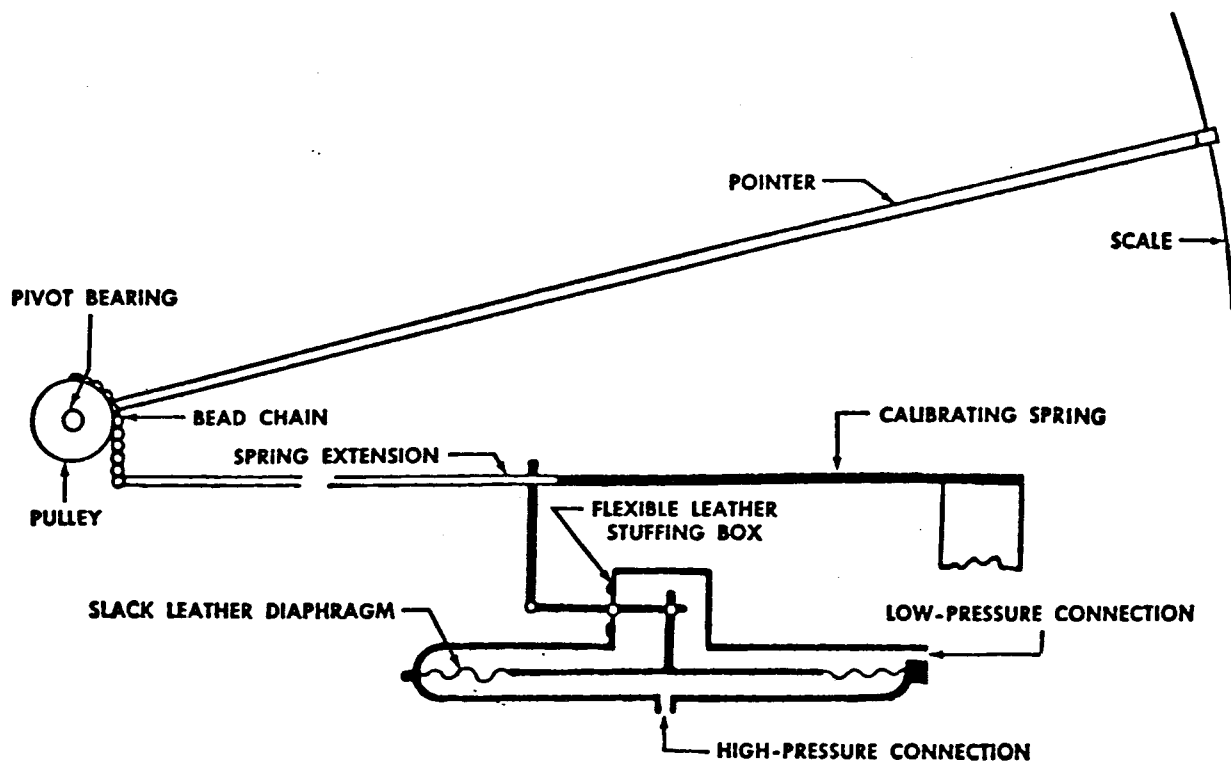 POINTER
SCALE
PIVOT BEARING
BEAD CHAIN
CALIBRATING SPRING
SPRING EXTENSION
PULLEY
FLEXIBLE LEATHER
STUFFING BOX
SLACK LEATHER DIAPHRAGM
LOW-PRESSURE CONNECTION
HIGH-PRESSURE CONNECTION